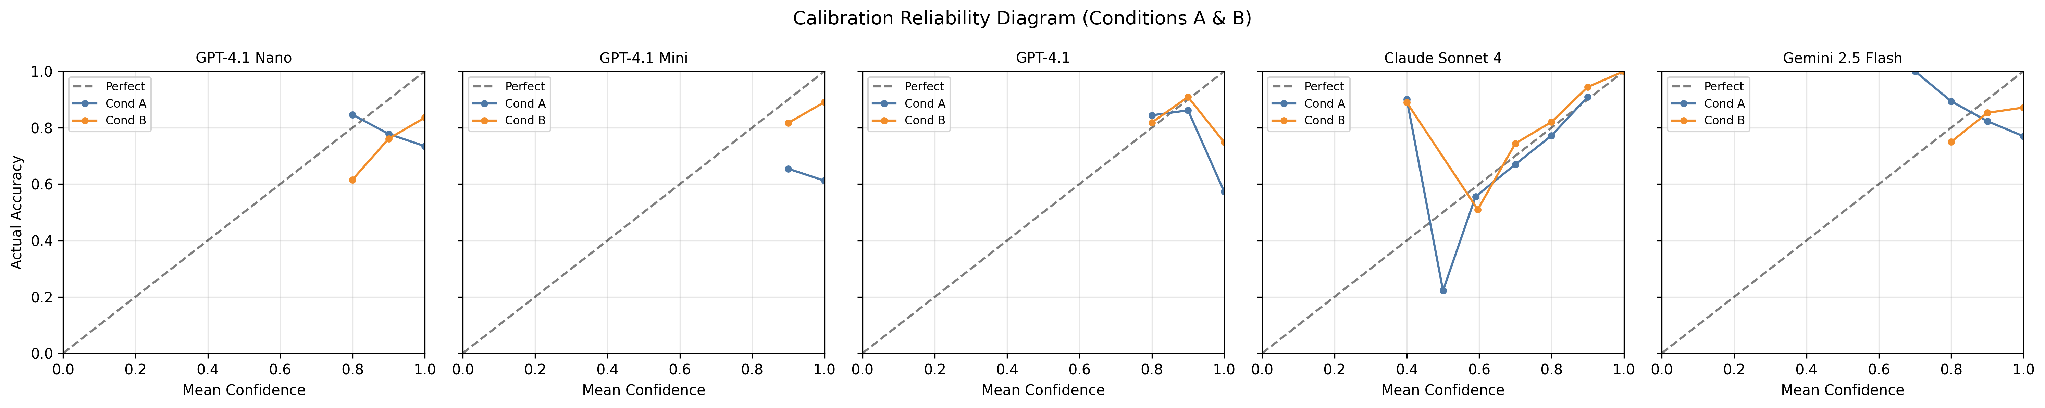 Calibration Reliability Diagram (Conditions A & B)
GPT-4.1 Nano
Perfect
Cond A
Cond B
Actual Accuracy
1.0
0.8
0.6
0.4
0.2
0.0
0.0 0.2 0.4 0.6 0.8 1.0
Mean Confidence
GPT-4.1 Mini
Perfect
Cond A
Cond B
0.0 0.2 0.4 0.6 0.8 1.0
Mean Confidence
GPT-4.1
Perfect
Cond A
Cond B
0.0 0.2 0.4 0.6 0.8 1.0
Mean Confidence
Claude Sonnet 4
Perfect
Cond A
Cond B
0.0 0.2 0.4 0.6 0.8 1.0
Mean Confidence
Gemini 2.5 Flash
Perfect
Cond A
Cond B
0.0 0.2 0.4 0.6 0.8 1.0
Mean Confidence